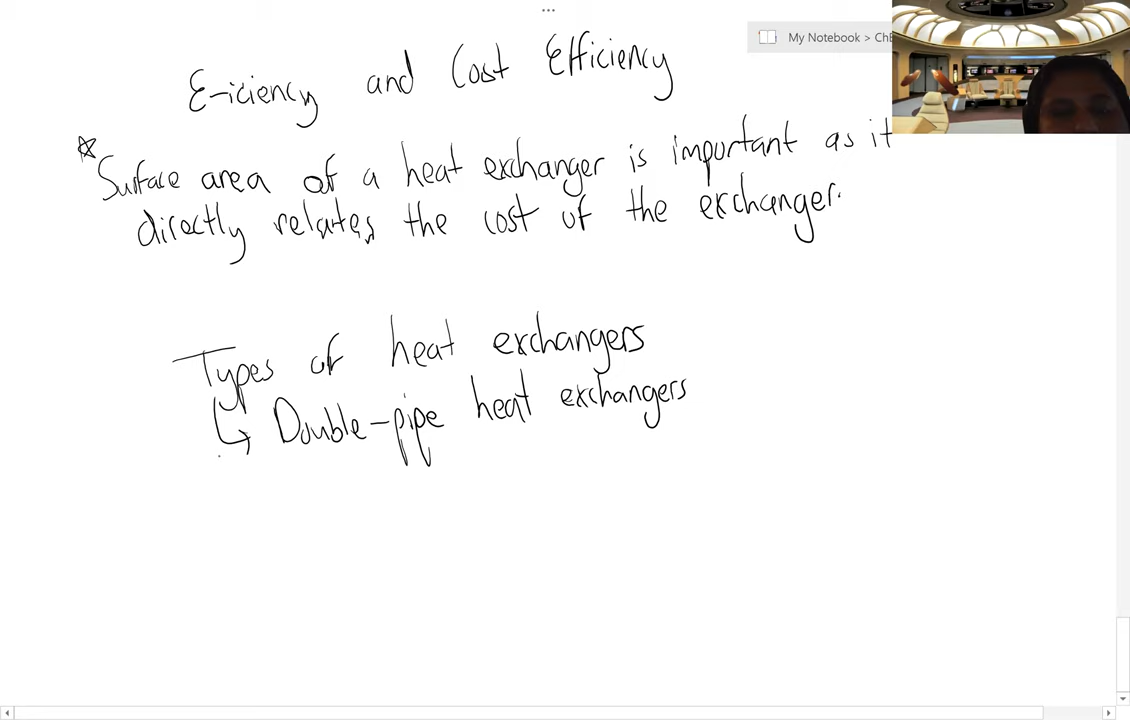 My Notebook > ChE
E-iciency and Cost Efficiency
Surface area of a heat exchanger is important as it
directly relates the cost of the exchanger.
Types of heat exchangers
Double-pipe heat exchangers